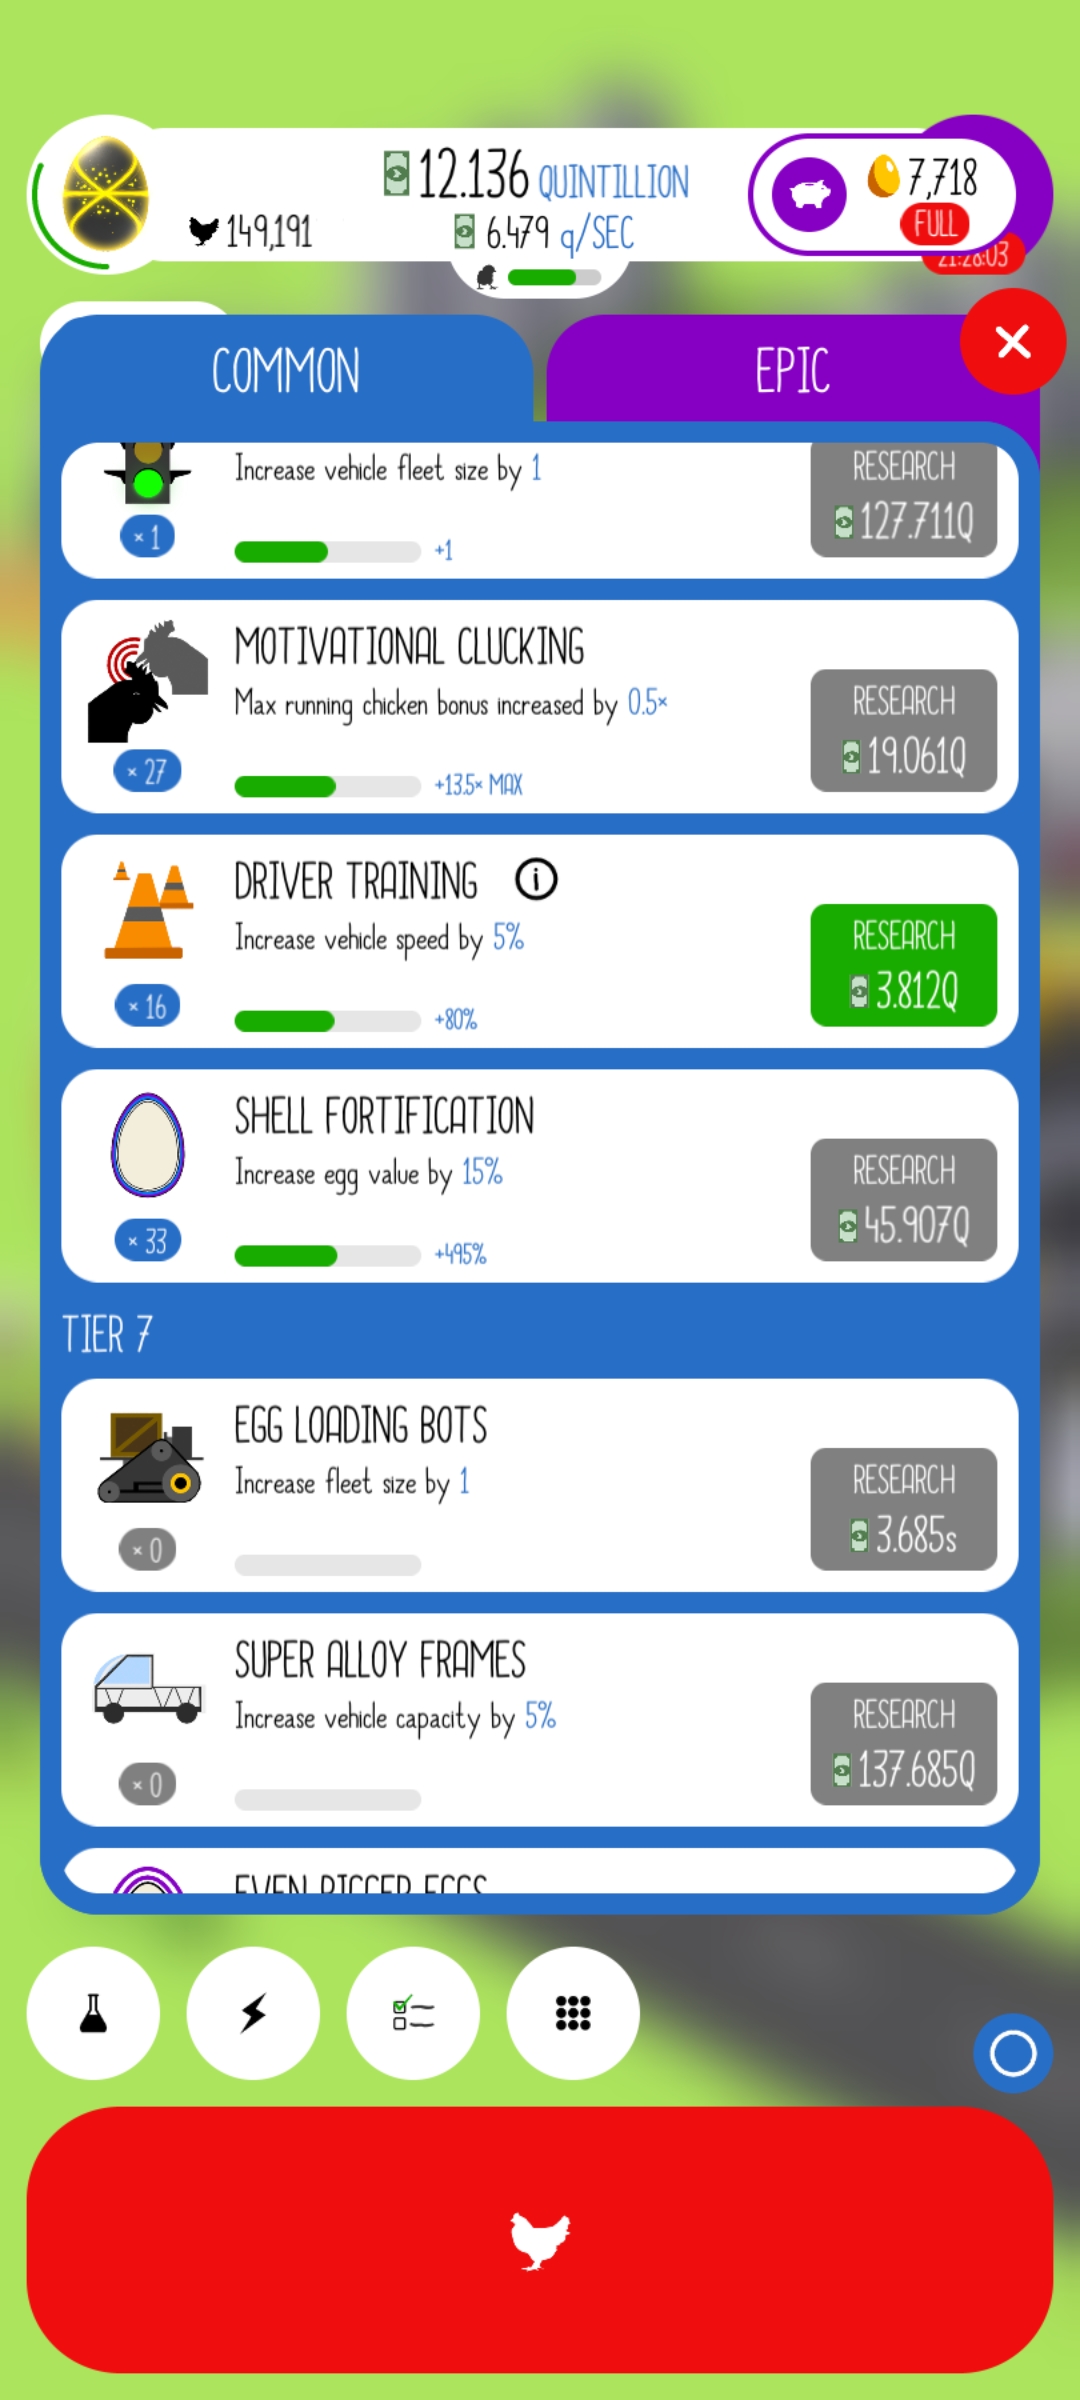 12.136 QUINTILLION
149,191
6.479 q/SEC
7,718
FULL
21:28:03
COMMON
EPIC
Increase vehicle fleet size by 1
× 1
+1
RESEARCH
127.711Q
MOTIVATIONAL CLUCKING
Max running chicken bonus increased by 0.5×
× 27
+13.5× MAX
RESEARCH
19.061Q
DRIVER TRAINING
Increase vehicle speed by 5%
× 16
+80%
RESEARCH
3.812Q
SHELL FORTIFICATION
Increase egg value by 15%
× 33
+495%
RESEARCH
45.907Q
TIER 7
EGG LOADING BOTS
Increase fleet size by 1
× 0
RESEARCH
3.685s
SUPER ALLOY FRAMES
Increase vehicle capacity by 5%
× 0
RESEARCH
137.685Q
EVEN BIGGER EGGS